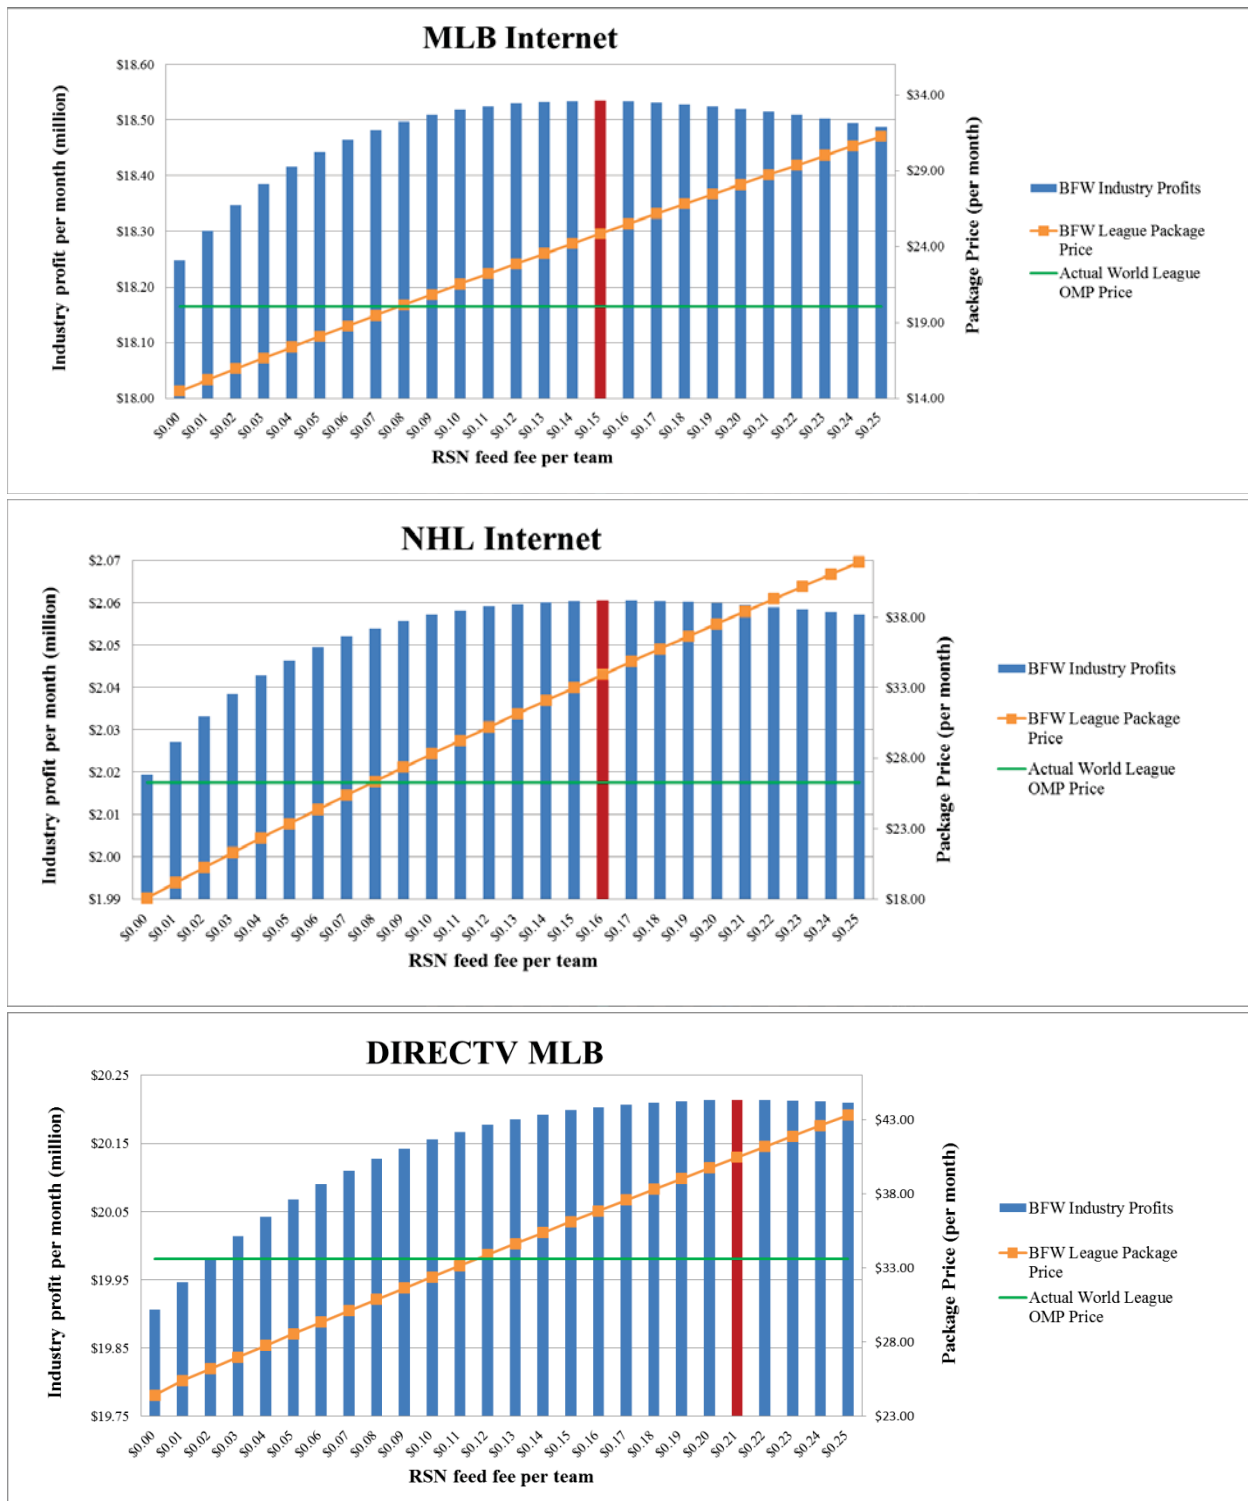 MLB Internet
$18.60
$18.50
$18.40
$18.30
$18.20
$18.10
$18.00
Industry profit per month (million)
$34.00
$29.00
$24.00
$19.00
$14.00
Package Price (per month)
$0.00 $0.01 $0.02 $0.03 $0.04 $0.05 $0.06 $0.07 $0.08 $0.09 $0.10 $0.11 $0.12 $0.13 $0.14 $0.15 $0.16 $0.17 $0.18 $0.19 $0.20 $0.21 $0.22 $0.23 $0.24 $0.25
RSN feed fee per team
BFW Industry Profits
BFW League Package
Price
Actual World League
OMP Price
NHL Internet
$2.07
$2.06
$2.05
$2.04
$2.03
$2.02
$2.01
$2.00
$1.99
Industry profit per month (million)
$38.00
$33.00
$28.00
$23.00
$18.00
Package Price (per month)
$0.00 $0.01 $0.02 $0.03 $0.04 $0.05 $0.06 $0.07 $0.08 $0.09 $0.10 $0.11 $0.12 $0.13 $0.14 $0.15 $0.16 $0.17 $0.18 $0.19 $0.20 $0.21 $0.22 $0.23 $0.24 $0.25
RSN feed fee per team
BFW Industry Profits
BFW League Package
Price
Actual World League
OMP Price
DIRECTV MLB
$20.25
$20.15
$20.05
$19.95
$19.85
$19.75
Industry profit per month (million)
$43.00
$38.00
$33.00
$28.00
$23.00
Package Price (per month)
$0.00 $0.01 $0.02 $0.03 $0.04 $0.05 $0.06 $0.07 $0.08 $0.09 $0.10 $0.11 $0.12 $0.13 $0.14 $0.15 $0.16 $0.17 $0.18 $0.19 $0.20 $0.21 $0.22 $0.23 $0.24 $0.25
RSN feed fee per team
BFW Industry Profits
BFW League Package
Price
Actual World League
OMP Price